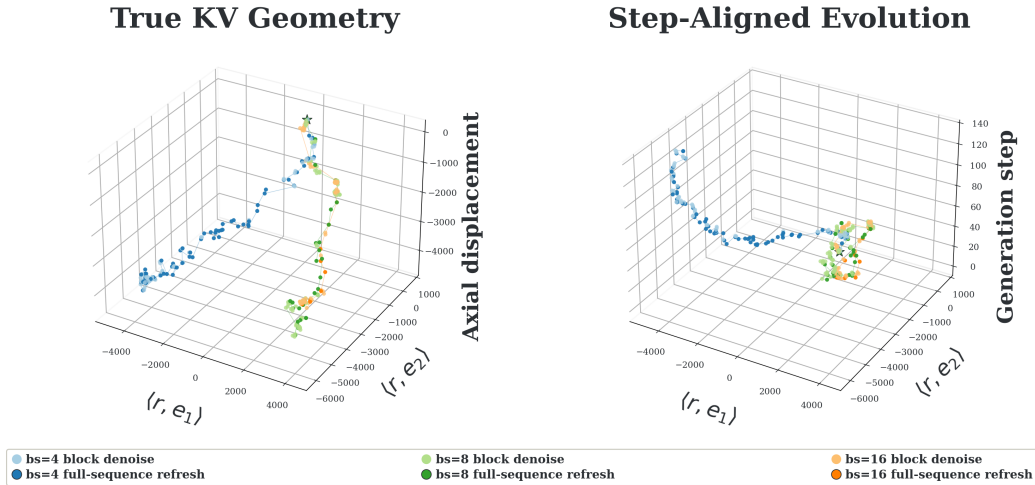 True KV Geometry
Step-Aligned Evolution
0
−1000
−2000
−3000
−4000
Axial displacement
1000
0
−1000
−2000
−3000
−4000
−5000
−6000
⟨r, e₂⟩
−4000
−2000
0
2000
4000
⟨r, e₁⟩
140
120
100
80
60
40
20
0
Generation step
1000
0
−1000
−2000
−3000
−4000
−5000
−6000
⟨r, e₂⟩
−4000
−2000
0
2000
4000
⟨r, e₁⟩
bs=4 block denoise
bs=4 full-sequence refresh
bs=8 block denoise
bs=8 full-sequence refresh
bs=16 block denoise
bs=16 full-sequence refresh